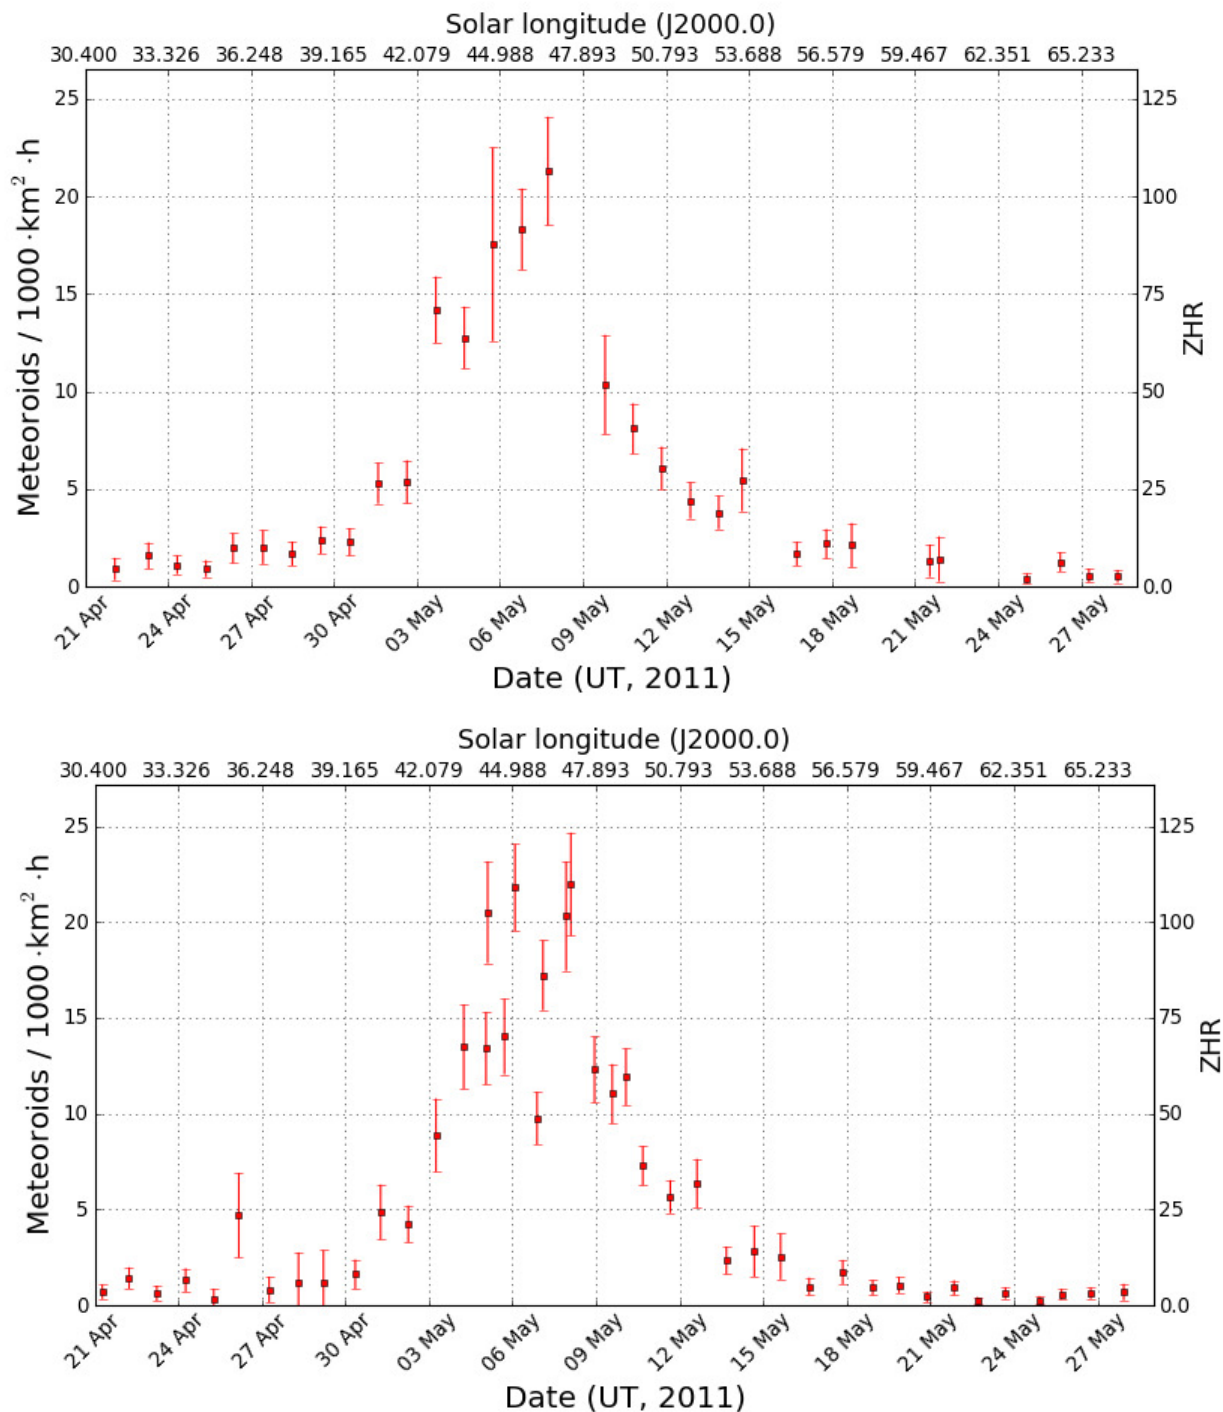 Solar longitude (J2000.0)
30.400 33.326 36.248 39.165 42.079 44.988 47.893 50.793 53.688 56.579 59.467 62.351 65.233
25 125
20 100
15 75
10 50
5 25
0 0.0
Meteoroids / 1000 ·km² ·h
ZHR
21 Apr 24 Apr 27 Apr 30 Apr 03 May 06 May 09 May 12 May 15 May 18 May 21 May 24 May 27 May
Date (UT, 2011)
Solar longitude (J2000.0)
30.400 33.326 36.248 39.165 42.079 44.988 47.893 50.793 53.688 56.579 59.467 62.351 65.233
25 125
20 100
15 75
10 50
5 25
0 0.0
Meteoroids / 1000 ·km² ·h
ZHR
21 Apr 24 Apr 27 Apr 30 Apr 03 May 06 May 09 May 12 May 15 May 18 May 21 May 24 May 27 May
Date (UT, 2011)